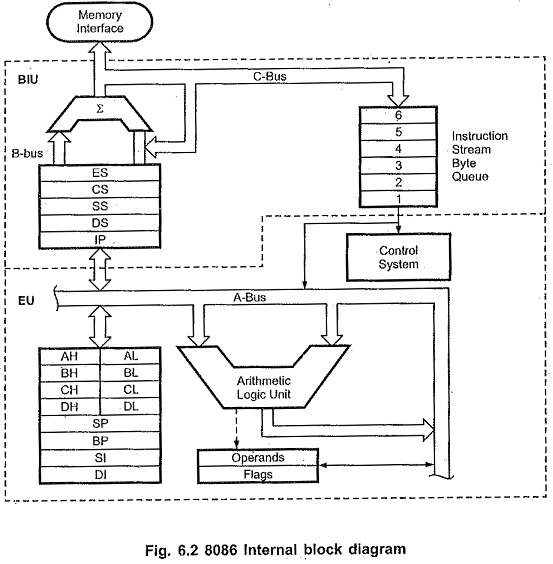 Memory
Interface
BIU
C-Bus
Σ
B-bus
ES
CS
SS
DS
IP
6
5
4
3
2
1
Instruction
Stream
Byte
Queue
Control
System
EU
A-Bus
AH AL
BH BL
CH CL
DH DL
SP
BP
SI
DI
Arithmetic
Logic Unit
Operands
Flags
Fig. 6.2 8086 Internal block diagram